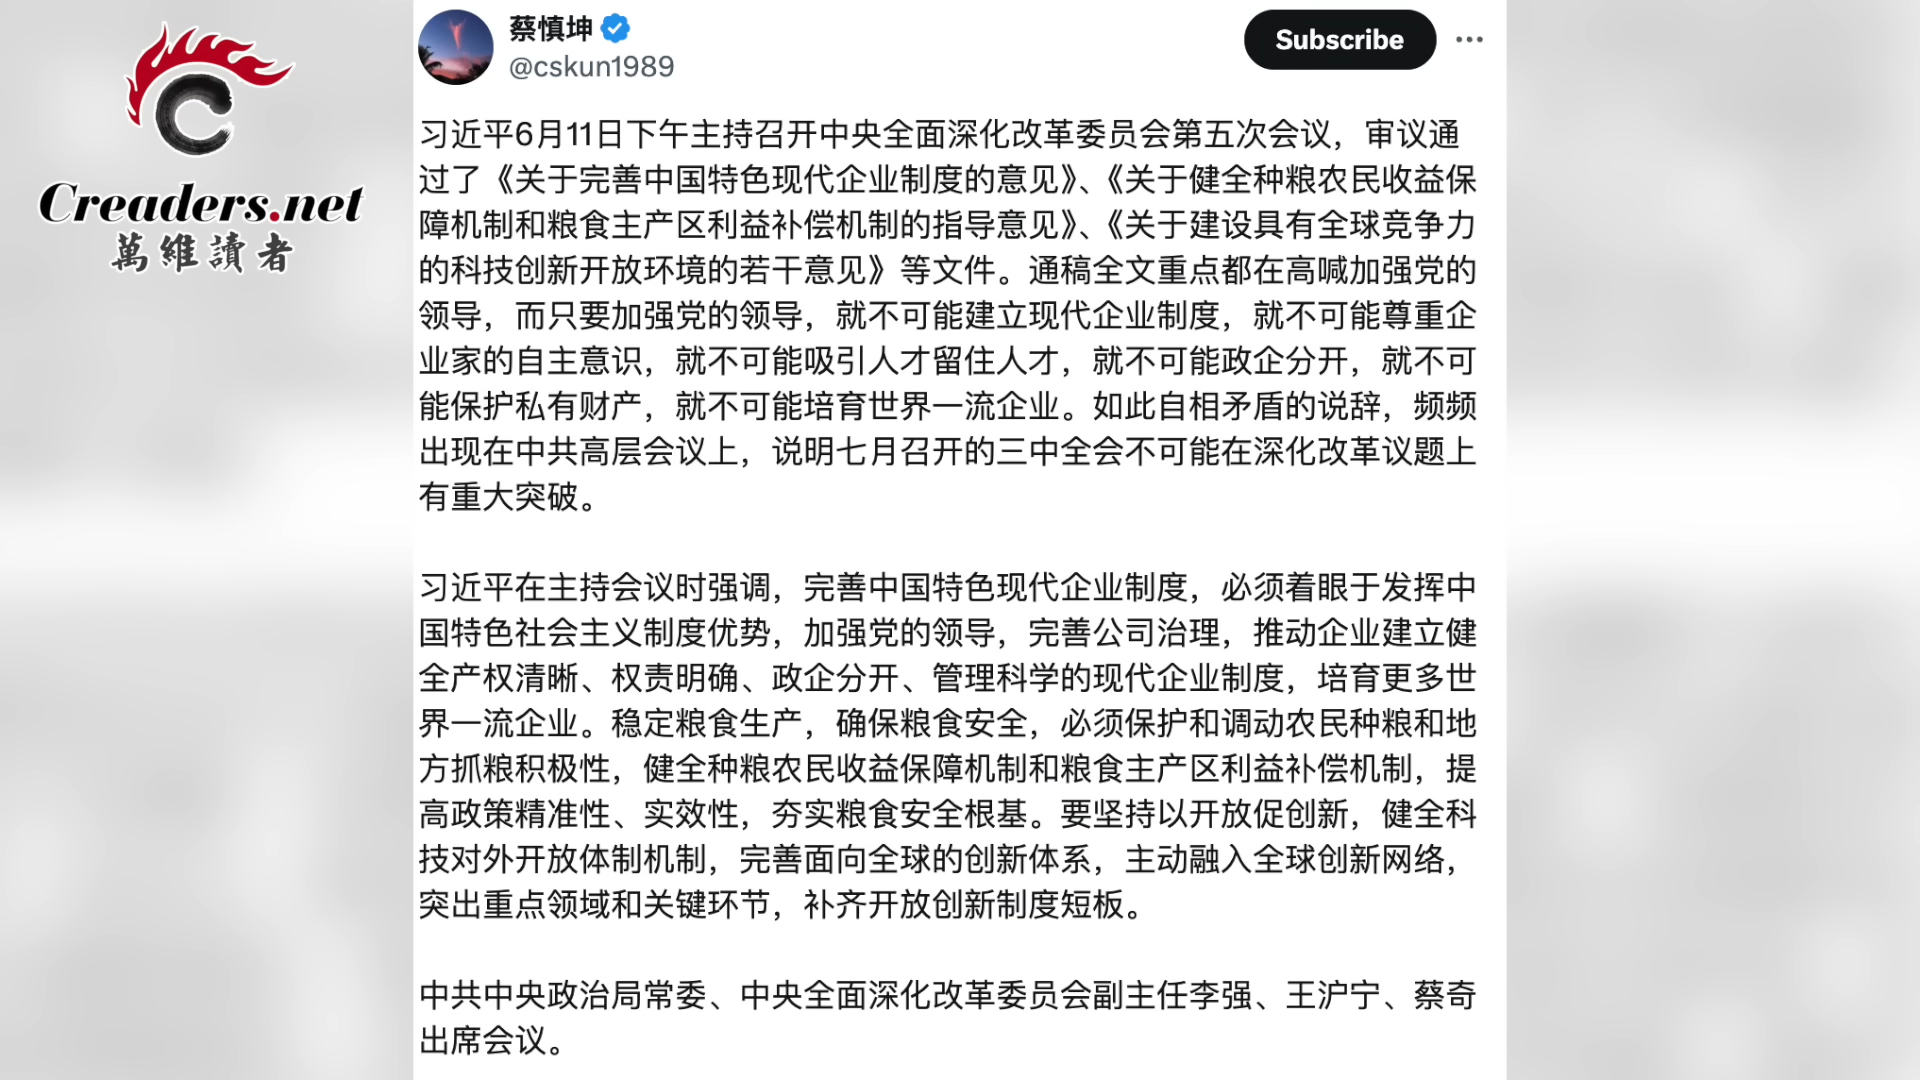 Creaders.net
萬維讀者
蔡慎坤
@cskun1989
Subscribe
习近平6月11日下午主持召开中央全面深化改革委员会第五次会议，审议通
过了《关于完善中国特色现代企业制度的意见》、《关于健全种粮农民收益保
障机制和粮食主产区利益补偿机制的指导意见》、《关于建设具有全球竞争力
的科技创新开放环境的若干意见》等文件。通稿全文重点都在高喊加强党的
领导，而只要加强党的领导，就不可能建立现代企业制度，就不可能尊重企
业家的自主意识，就不可能吸引人才留住人才，就不可能政企分开，就不可
能保护私有财产，就不可能培育世界一流企业。如此自相矛盾的说辞，频频
出现在中共高层会议上，说明七月召开的三中全会不可能在深化改革议题上
有重大突破。
习近平在主持会议时强调，完善中国特色现代企业制度，必须着眼于发挥中
国特色社会主义制度优势，加强党的领导，完善公司治理，推动企业建立健
全产权清晰、权责明确、政企分开、管理科学的现代企业制度，培育更多世
界一流企业。稳定粮食生产，确保粮食安全，必须保护和调动农民种粮和地
方抓粮积极性，健全种粮农民收益保障机制和粮食主产区利益补偿机制，提
高政策精准性、实效性，夯实粮食安全根基。要坚持以开放促创新，健全科
技对外开放体制机制，完善面向全球的创新体系，主动融入全球创新网络，
突出重点领域和关键环节，补齐开放创新制度短板。
中共中央政治局常委、中央全面深化改革委员会副主任李强、王沪宁、蔡奇
出席会议。